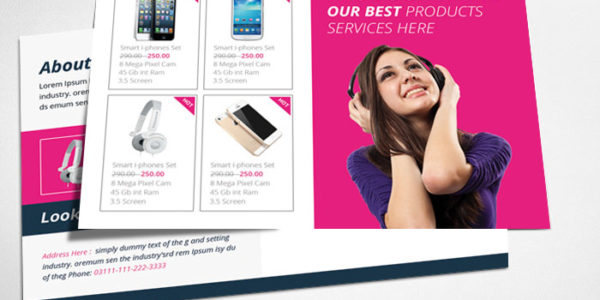 OUR BEST PRODUCTS
SERVICES HERE
Smart i-phones Set
290.00- 250.00
8 Mega Pixel Cam
45 Gb int Ram
3.5 Screen
Smart i-phones Set
290.00- 250.00
8 Mega Pixel Cam
45 Gb int Ram
3.5 Screen
HOT
Smart i-phones Set
290.00- 250.00
8 Mega Pixel Cam
45 Gb int Ram
3.5 Screen
HOT
Smart i-phones Set
290.00- 250.00
8 Mega Pixel Cam
45 Gb int Ram
3.5 Screen
About
Lorem Ipsum
industry. orem
ds emum sen
Look
Address Here : simply dummy text of the g and setting
industry. oremum sen the industry'srd rem Ipsum isy du
of theg Phone: 03111-111-222-3333